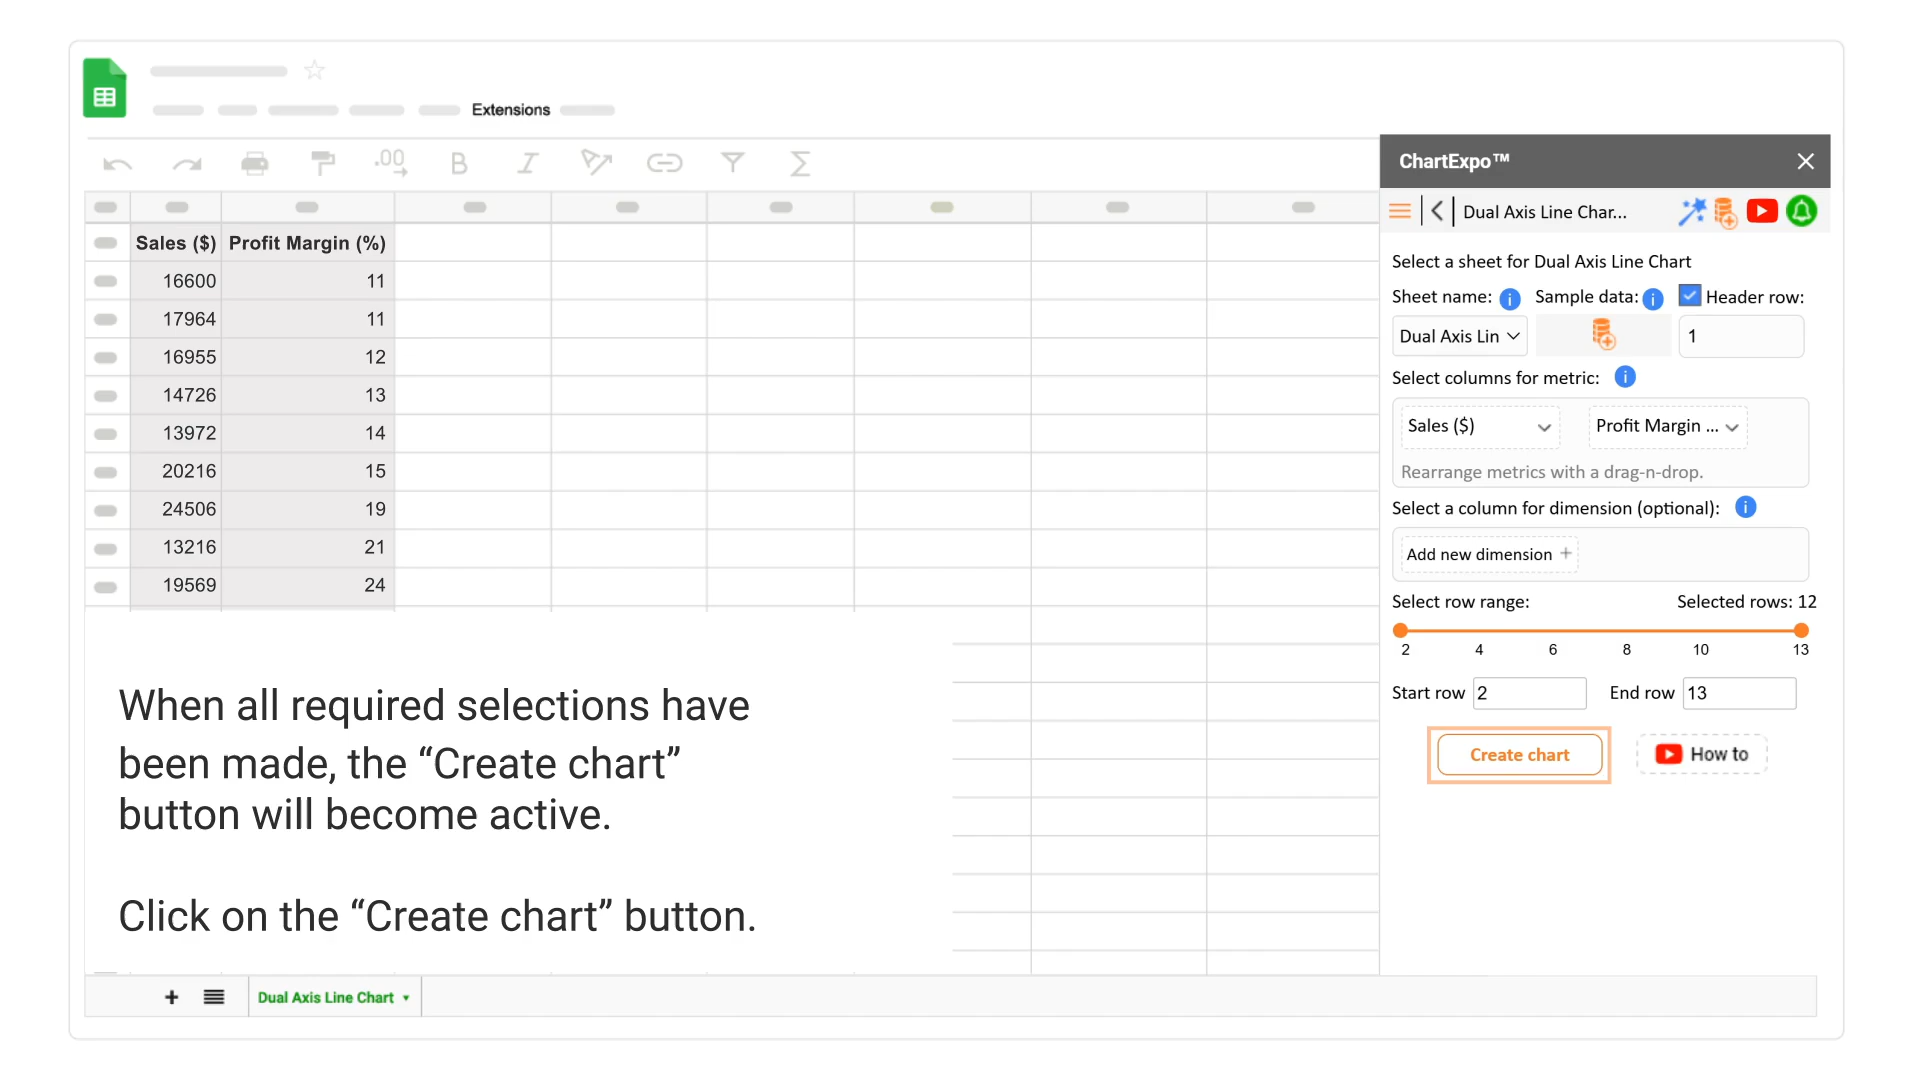 Extensions
.00
B
I
Sales ($) Profit Margin (%)
16600 11
17964 11
16955 12
14726 13
13972 14
20216 15
24506 19
13216 21
19569 24
When all required selections have
been made, the “Create chart”
button will become active.
Click on the “Create chart” button.
Dual Axis Line Chart
ChartExpo™
Dual Axis Line Char...
Select a sheet for Dual Axis Line Chart
Sheet name: i Sample data: i Header row:
Dual Axis Lin 1
Select columns for metric: i
Sales ($) Profit Margin ...
Rearrange metrics with a drag-n-drop.
Select a column for dimension (optional): i
Add new dimension +
Select row range: Selected rows: 12
2 4 6 8 10 13
Start row 2 End row 13
Create chart How to